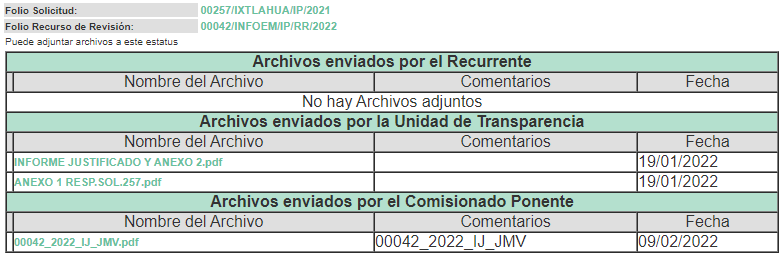 Folio Solicitud: 00257/IXTLAHUA/IP/2021
Folio Recurso de Revisión: 00042/INFOEM/IP/RR/2022
Puede adjuntar archivos a este estatus
Archivos enviados por el Recurrente
Nombre del Archivo Comentarios Fecha
No hay Archivos adjuntos
Archivos enviados por la Unidad de Transparencia
Nombre del Archivo Comentarios Fecha
INFORME JUSTIFICADO Y ANEXO 2.pdf 19/01/2022
ANEXO 1 RESP.SOL.257.pdf 19/01/2022
Archivos enviados por el Comisionado Ponente
Nombre del Archivo Comentarios Fecha
00042_2022_IJ_JMV.pdf 00042_2022_IJ_JMV 09/02/2022